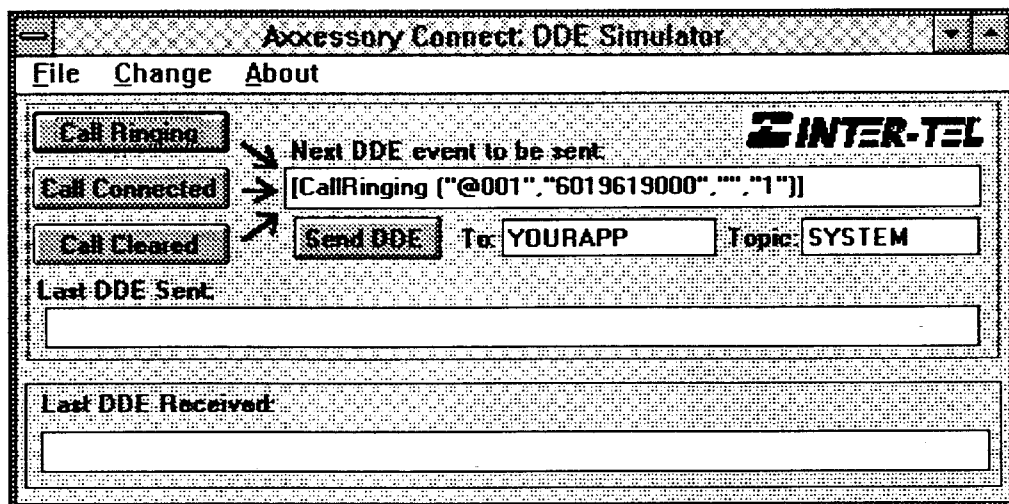 Axxessory Connect: DDE Simulator
File Change About
Call Ringing
INTER-TEL
Next DDE event to be sent:
Call Connected
[CallRinging ("@001","6019619000","","1")]
Call Cleared
Send DDE To: YOURAPP Topic: SYSTEM
Last DDE Sent:
Last DDE Received: